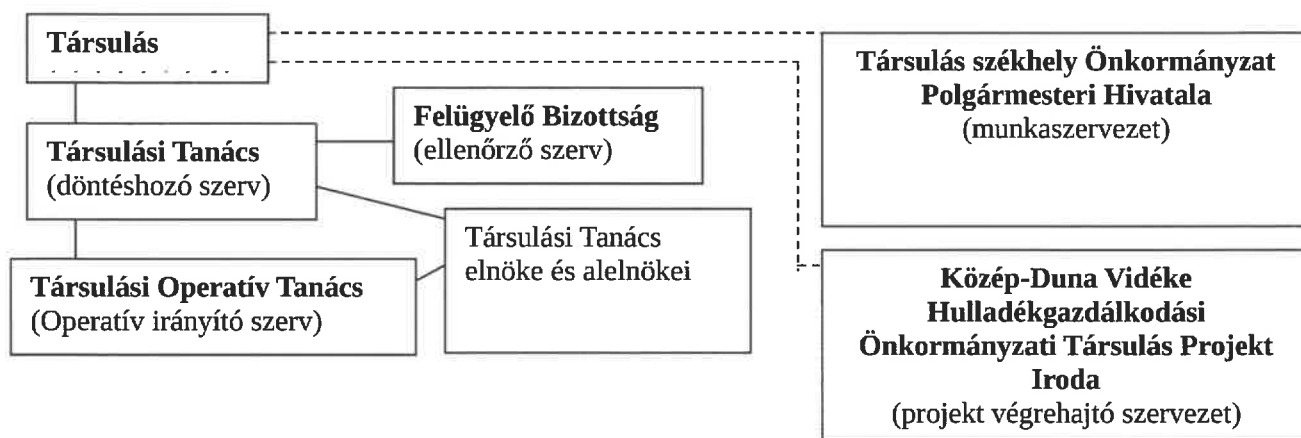 Társulás
Társulási Tanács
(döntéshozó szerv)
Társulási Operatív Tanács
(Operatív irányító szerv)
Felügyelő Bizottság
(ellenőrző szerv)
Társulási Tanács
elnöke és alelnökei
Társulás székhely Önkormányzat
Polgármesteri Hivatala
(munkaszervezet)
Közép-Duna Vidéke
Hulladékgazdálkodási
Önkormányzati Társulás Projekt
Iroda
(projekt végrehajtó szervezet)